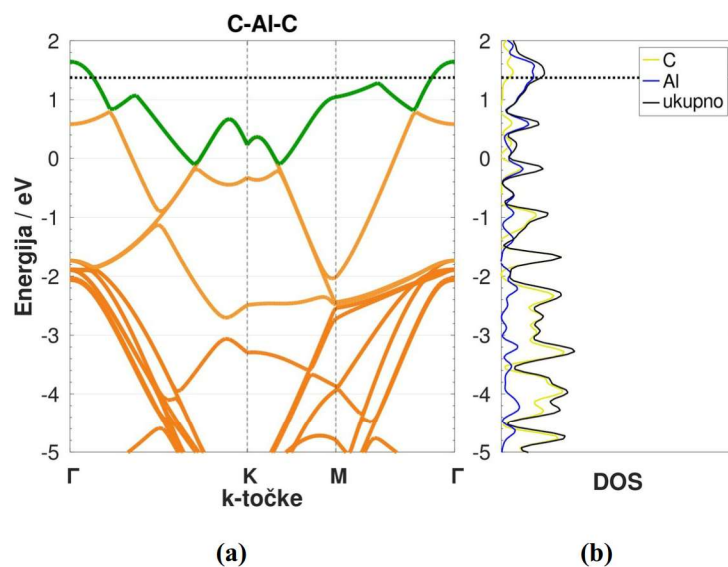 C-Al-C
Energija / eV
2
1
0
-1
-2
-3
-4
-5
Γ
K
M
Γ
k-točke
(a)
2
1
0
-1
-2
-3
-4
-5
C
Al
ukupno
DOS
(b)